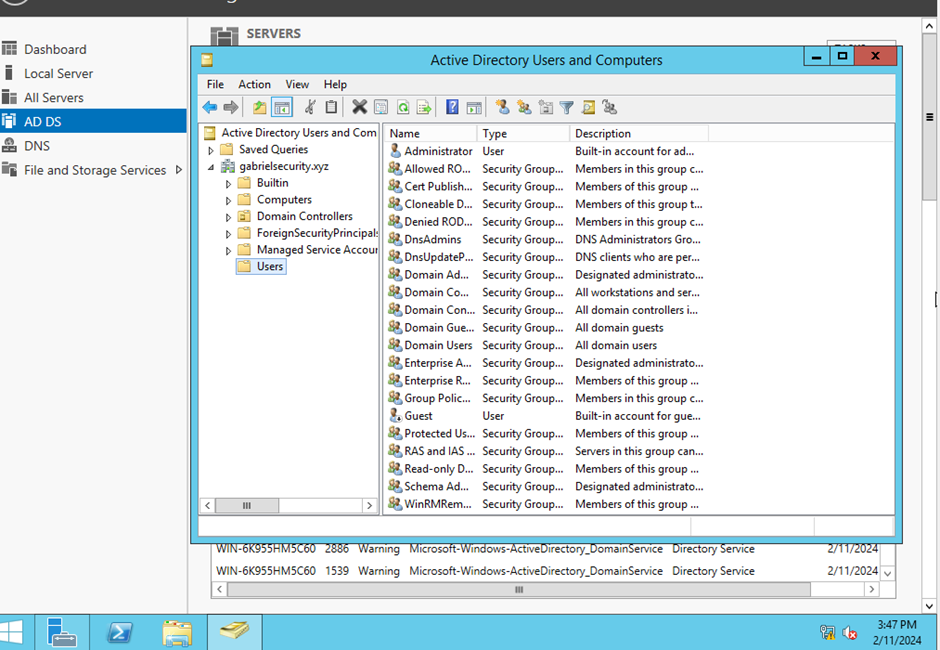 SERVERS
Dashboard
Local Server
All Servers
AD DS
DNS
File and Storage Services
Active Directory Users and Computers
File Action View Help
Active Directory Users and Com
Saved Queries
gabrielsecurity.xyz
Builtin
Computers
Domain Controllers
ForeignSecurityPrincipals
Managed Service Accour
Users
Name Type Description
Administrator User Built-in account for ad...
Allowed RO... Security Group... Members in this group c...
Cert Publish... Security Group... Members of this group ...
Cloneable D... Security Group... Members of this group t...
Denied ROD... Security Group... Members in this group c...
DnsAdmins Security Group... DNS Administrators Gro...
DnsUpdateP... Security Group... DNS clients who are per...
Domain Ad... Security Group... Designated administrato...
Domain Co... Security Group... All workstations and ser...
Domain Con... Security Group... All domain controllers i...
Domain Gue... Security Group... All domain guests
Domain Users Security Group... All domain users
Enterprise A... Security Group... Designated administrato...
Enterprise R... Security Group... Members of this group ...
Group Polic... Security Group... Members in this group c...
Guest User Built-in account for gue...
Protected Us... Security Group... Members of this group ...
RAS and IAS ... Security Group... Servers in this group can...
Read-only D... Security Group... Members of this group ...
Schema Ad... Security Group... Designated administrato...
WinRMRem... Security Group... Members of this group ...
WIN-6K955HM5C60 2886 Warning Microsoft-Windows-ActiveDirectory_DomainService Directory Service 2/11/2024
WIN-6K955HM5C60 1539 Warning Microsoft-Windows-ActiveDirectory_DomainService Directory Service 2/11/2024
3:47 PM
2/11/2024